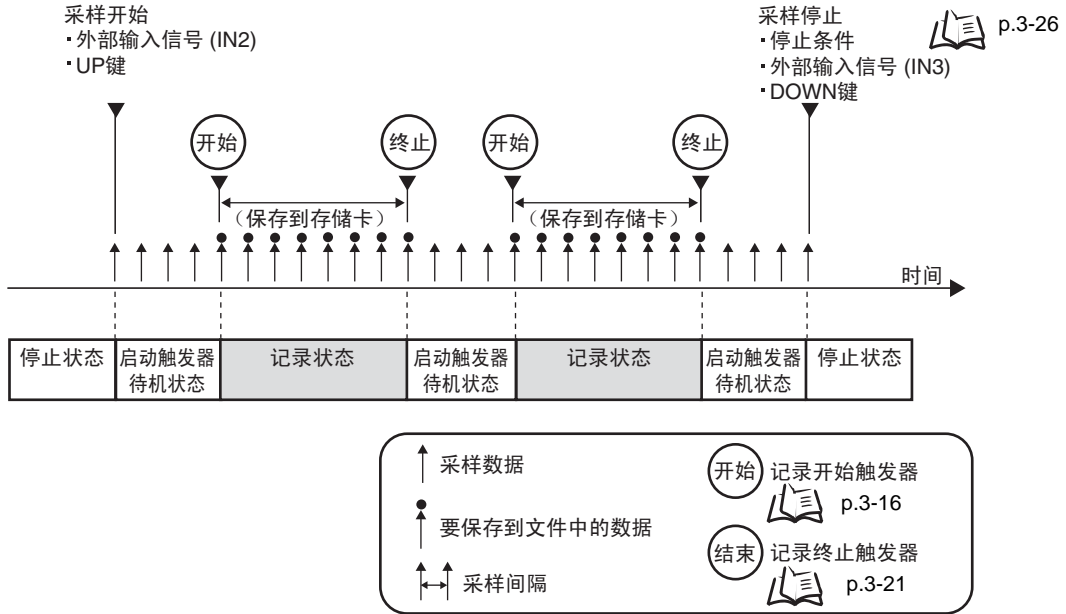 采样开始
▪外部输入信号 (IN2)
▪UP键
采样停止
▪停止条件
▪外部输入信号 (IN3)
▪DOWN键
p.3-26
开始
终止
开始
终止
（保存到存储卡）
（保存到存储卡）
时间
停止状态
启动触发器
待机状态
记录状态
启动触发器
待机状态
记录状态
启动触发器
待机状态
停止状态
采样数据
要保存到文件中的数据
采样间隔
开始 记录开始触发器
p.3-16
结束 记录终止触发器
p.3-21